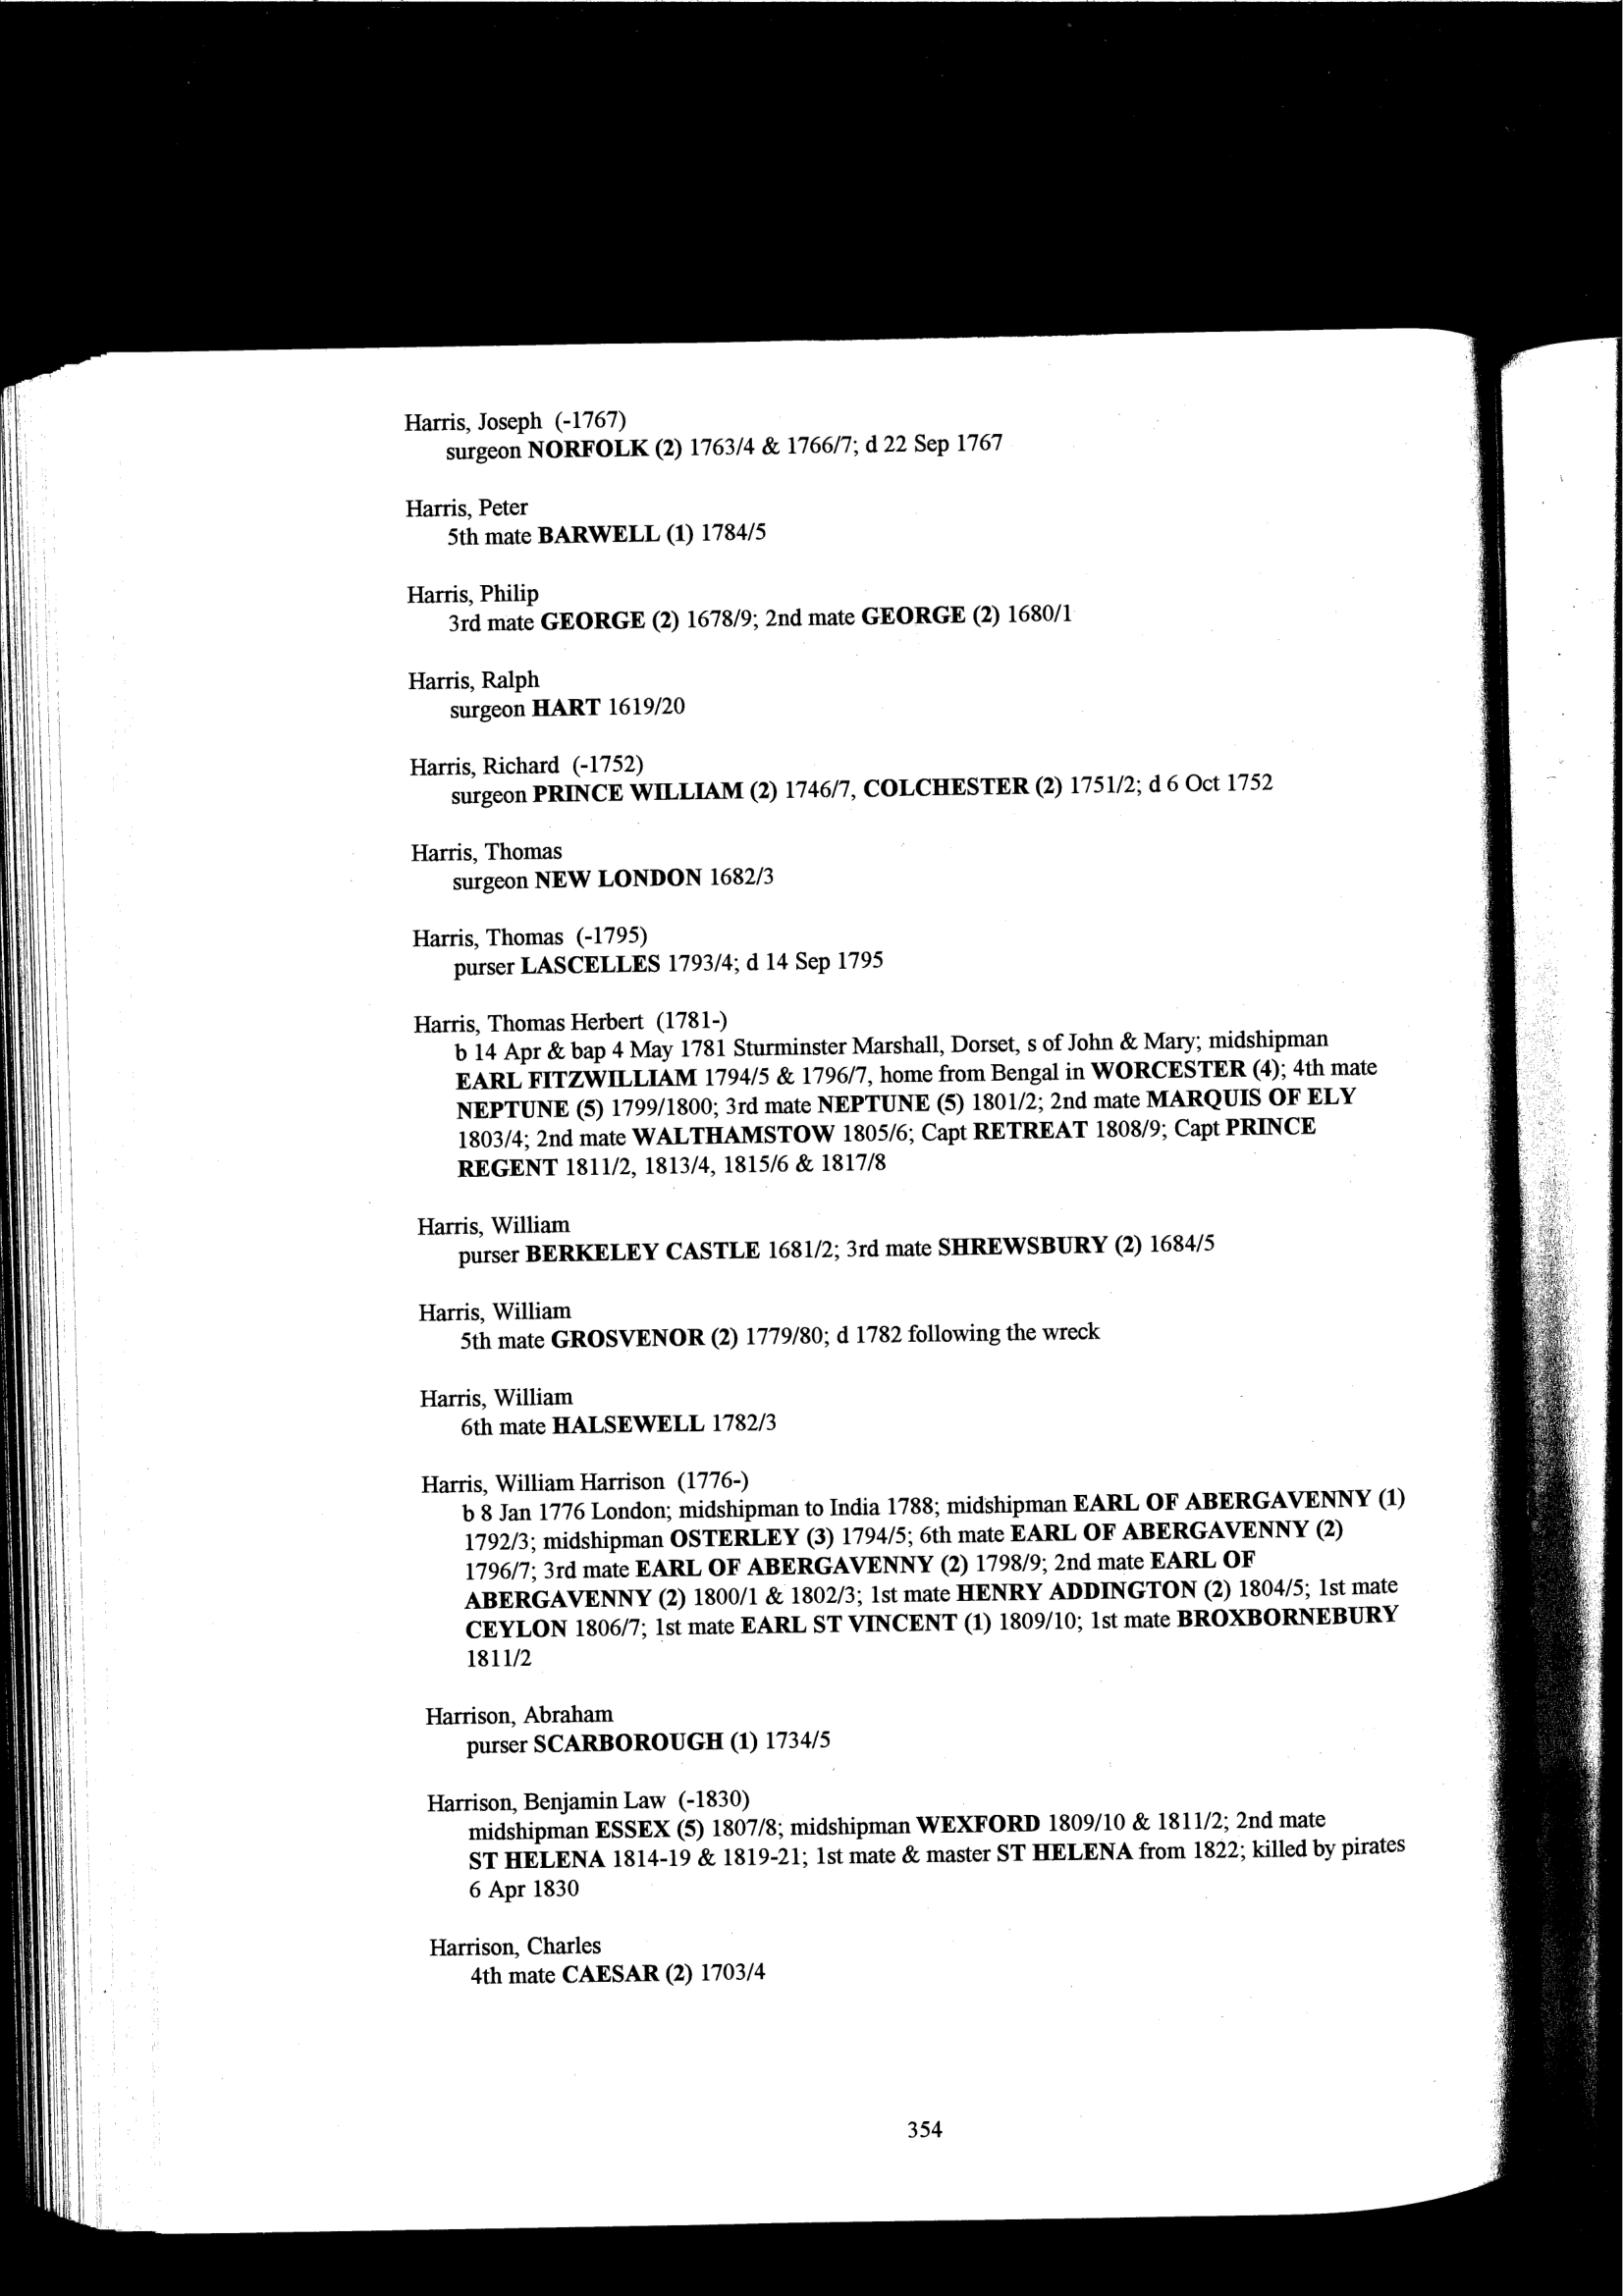 Harris, Joseph (-1767)
surgeon NORFOLK (2) 1763/4 & 1766/7; d 22 Sep 1767
Harris, Peter
5th mate BARWELL (1) 1784/5
Harris, Philip
3rd mate GEORGE (2) 1678/9; 2nd mate GEORGE (2) 1680/1
Harris, Ralph
surgeon HART 1619/20
Harris, Richard (-1752)
surgeon PRINCE WILLIAM (2) 1746/7, COLCHESTER (2) 1751/2; d 6 Oct 1752
Harris, Thomas
surgeon NEW LONDON 1682/3
Harris, Thomas (-1795)
purser LASCELLES 1793/4; d 14 Sep 1795
Harris, Thomas Herbert (1781-)
b 14 Apr & bap 4 May 1781 Sturminster Marshall, Dorset, s of John & Mary; midshipman
EARL FITZWILLIAM 1794/5 & 1796/7, home from Bengal in WORCESTER (4); 4th mate
NEPTUNE (5) 1799/1800; 3rd mate NEPTUNE (5) 1801/2; 2nd mate MARQUIS OF ELY
1803/4; 2nd mate WALTHAMSTOW 1805/6; Capt RETREAT 1808/9; Capt PRINCE
REGENT 1811/2, 1813/4, 1815/6 & 1817/8
Harris, William
purser BERKELEY CASTLE 1681/2; 3rd mate SHREWSBURY (2) 1684/5
Harris, William
5th mate GROSVENOR (2) 1779/80; d 1782 following the wreck
Harris, William
6th mate HALSEWELL 1782/3
Harris, William Harrison (1776-)
b 8 Jan 1776 London; midshipman to India 1788; midshipman EARL OF ABERGAVENNY (1)
1792/3; midshipman OSTERLEY (3) 1794/5; 6th mate EARL OF ABERGAVENNY (2)
1796/7; 3rd mate EARL OF ABERGAVENNY (2) 1798/9; 2nd mate EARL OF
ABERGAVENNY (2) 1800/1 & 1802/3; 1st mate HENRY ADDINGTON (2) 1804/5; 1st mate
CEYLON 1806/7; 1st mate EARL ST VINCENT (1) 1809/10; 1st mate BROXBORNEBURY
1811/2
Harrison, Abraham
purser SCARBOROUGH (1) 1734/5
Harrison, Benjamin Law (-1830)
midshipman ESSEX (5) 1807/8; midshipman WEXFORD 1809/10 & 1811/2; 2nd mate
ST HELENA 1814-19 & 1819-21; 1st mate & master ST HELENA from 1822; killed by pirates
6 Apr 1830
Harrison, Charles
4th mate CAESAR (2) 1703/4
354